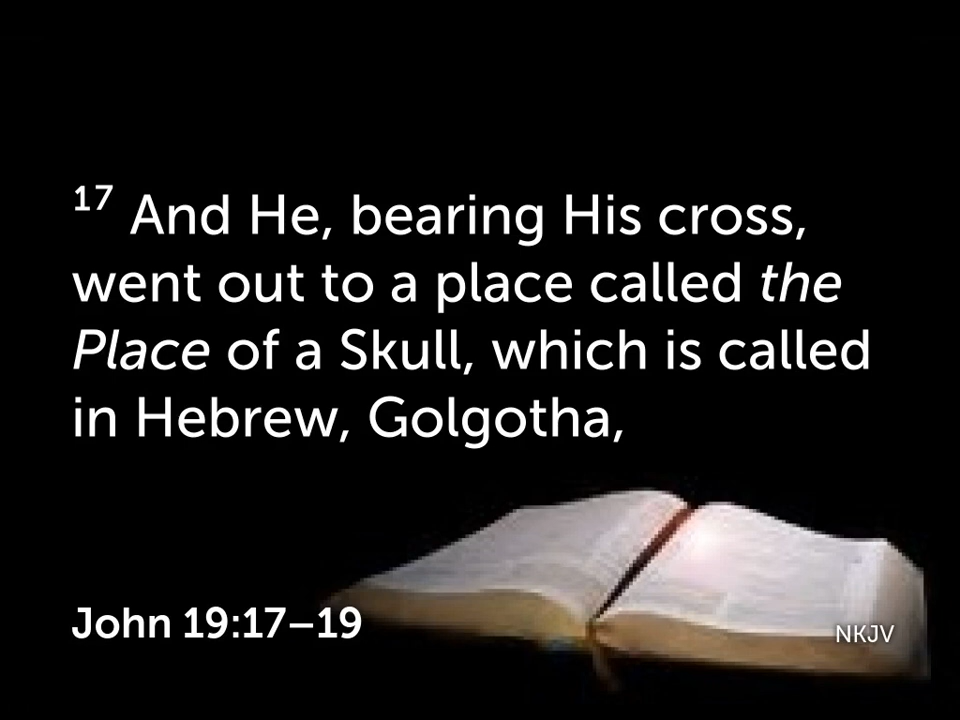 17 And He, bearing His cross,
went out to a place called the
Place of a Skull, which is called
in Hebrew, Golgotha,
John 19:17–19
NKJV